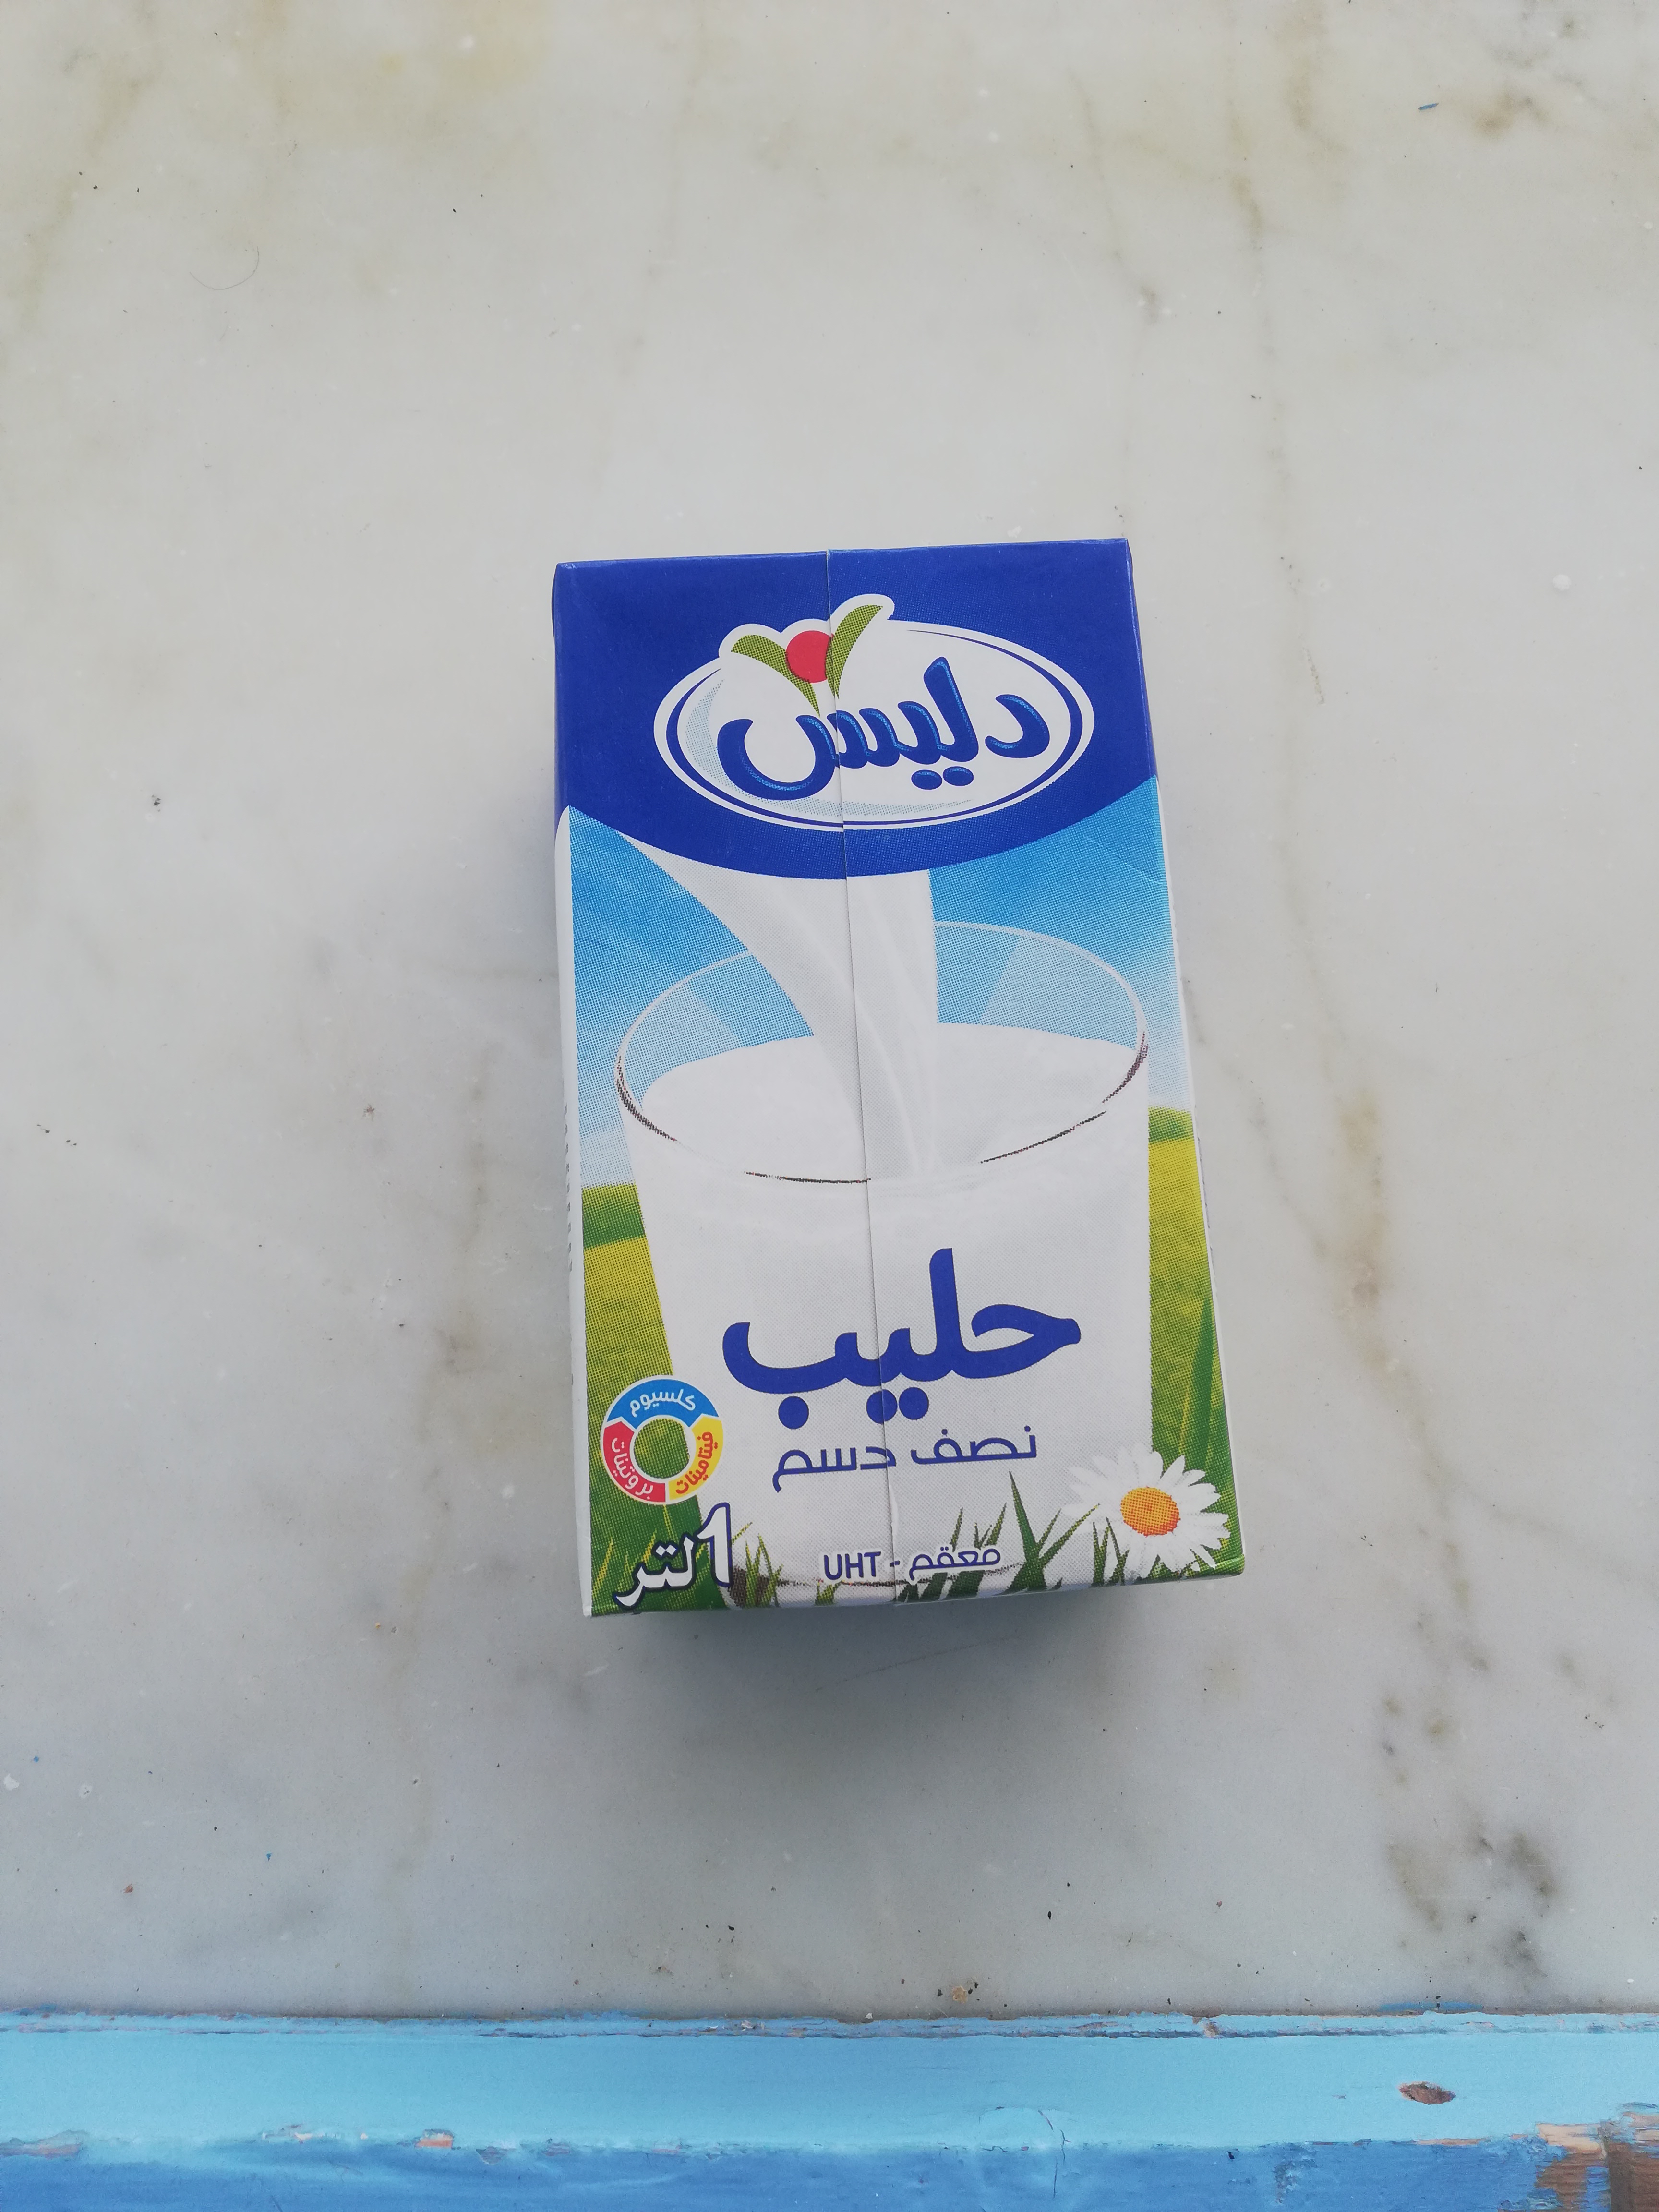 دليس
حليب
نصف دسم
كلسيوم
فيتامينات
بروتينات
1 لتر
معقم - UHT